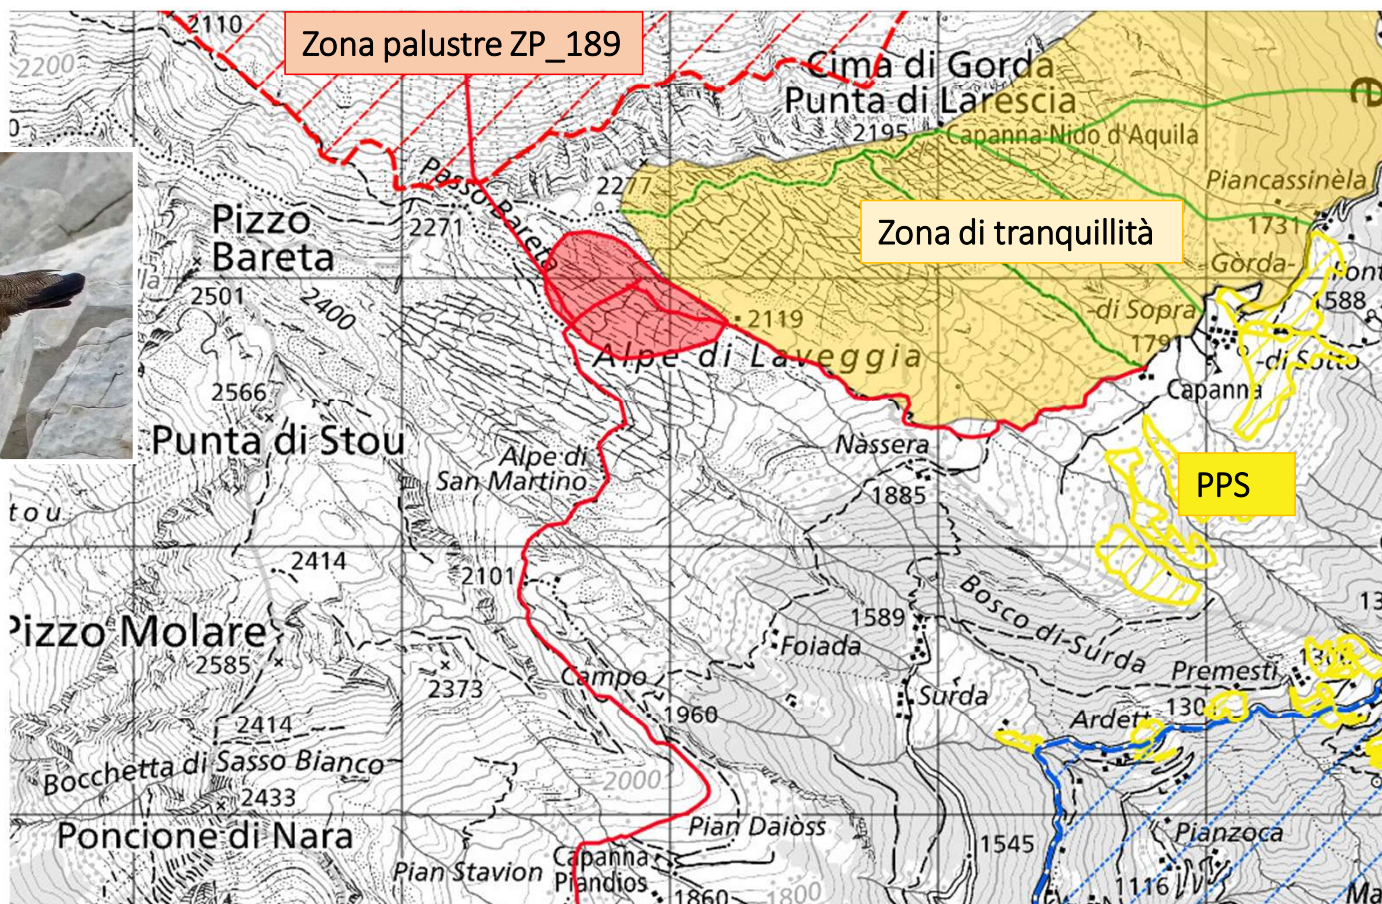 2110
Zona palustre ZP_189
2200
Cima di Gorda
Punta di Larescia
2195
Capanna Nido d'Aquila
Passo Bareta
2277
Piancassinèla
Pizzo
Bareta
2271
Zona di tranquillità
1731
Gòrda-
2501
2400
1588
-di Sopra
2119
1791
-di Sotto
Alpe di Laveggia
2566
Capanna
Punta di Stou
Nàssera
Alpe di
San Martino
1885
PPS
2414
2101
Bosco di Surda
1589
Pizzo Molare
Foiada
2585
Premesti
2373
Campo
Surda
1960
2414
Bocchetta di Sasso Bianco
2000
2433
Poncione di Nara
Pian Daiòss
Pianzoca
1545
Capanna
Piandios
Pian Stavion
1860
1800
1116